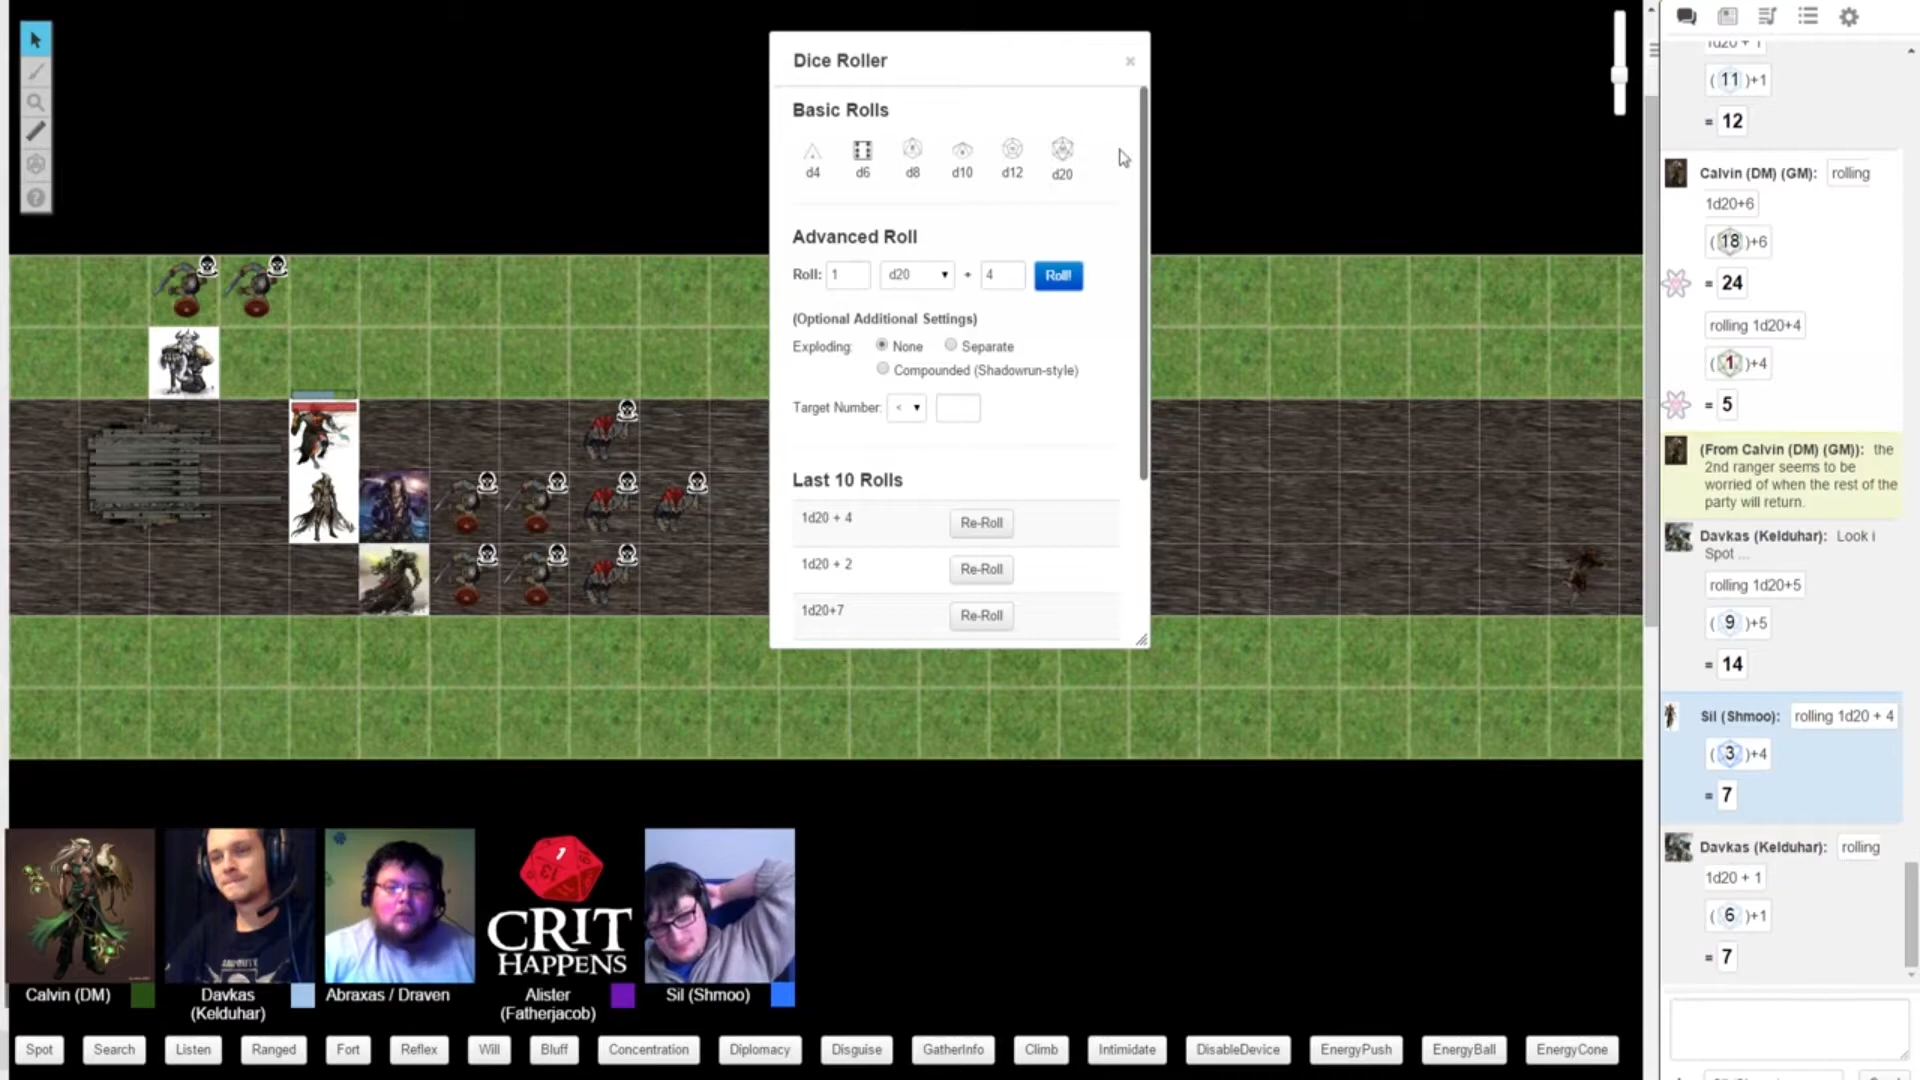 Dice Roller
×
Basic Rolls
d4
d6
d8
d10
d12
d20
Advanced Roll
Roll: 1 d20 + 4 Roll!
(Optional Additional Settings)
Exploding: None Separate
Compounded (Shadowrun-style)
Target Number: <
Last 10 Rolls
1d20 + 4 Re-Roll
1d20 + 2 Re-Roll
1d20+7 Re-Roll
1d20 + 1
(11)+1
= 12
Calvin (DM) (GM): rolling
1d20+6
(18)+6
= 24
rolling 1d20+4
(1)+4
= 5
(From Calvin (DM) (GM)): the
2nd ranger seems to be
worried of when the rest of the
party will return.
Davkas (Kelduhar): Look i
Spot ...
rolling 1d20+5
(9)+5
= 14
Sil (Shmoo): rolling 1d20 + 4
(3)+4
= 7
Davkas (Kelduhar): rolling
1d20 + 1
(6)+1
= 7
1
13
CRIT
HAPPENS
Calvin (DM)
Davkas
(Kelduhar)
Abraxas / Draven
Alister
(Fatherjacob)
Sil (Shmoo)
Spot
Search
Listen
Ranged
Fort
Reflex
Will
Bluff
Concentration
Diplomacy
Disguise
GatherInfo
Climb
Intimidate
DisableDevice
EnergyPush
EnergyBall
EnergyCone